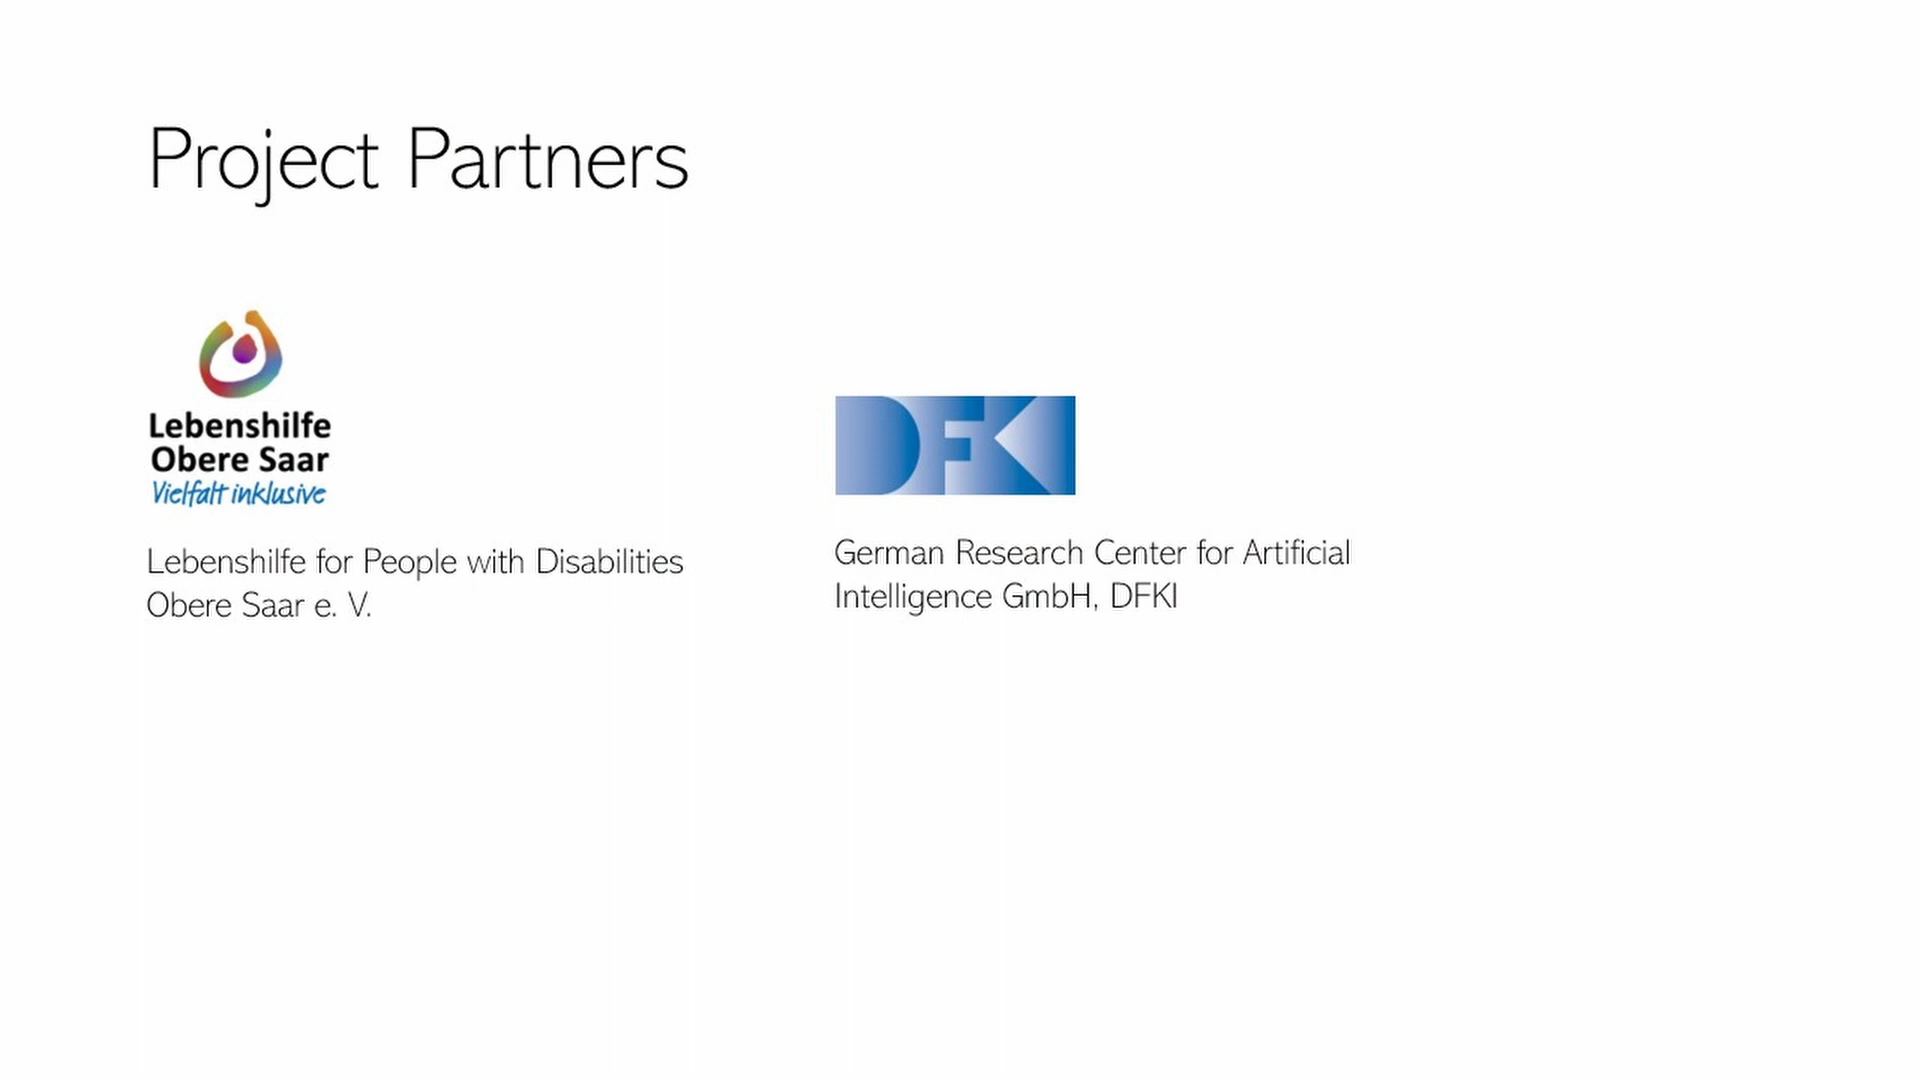 Project Partners
Lebenshilfe
Obere Saar
Vielfalt inklusive
Lebenshilfe for People with Disabilities
Obere Saar e. V.
DFKI
German Research Center for Artificial
Intelligence GmbH, DFKI